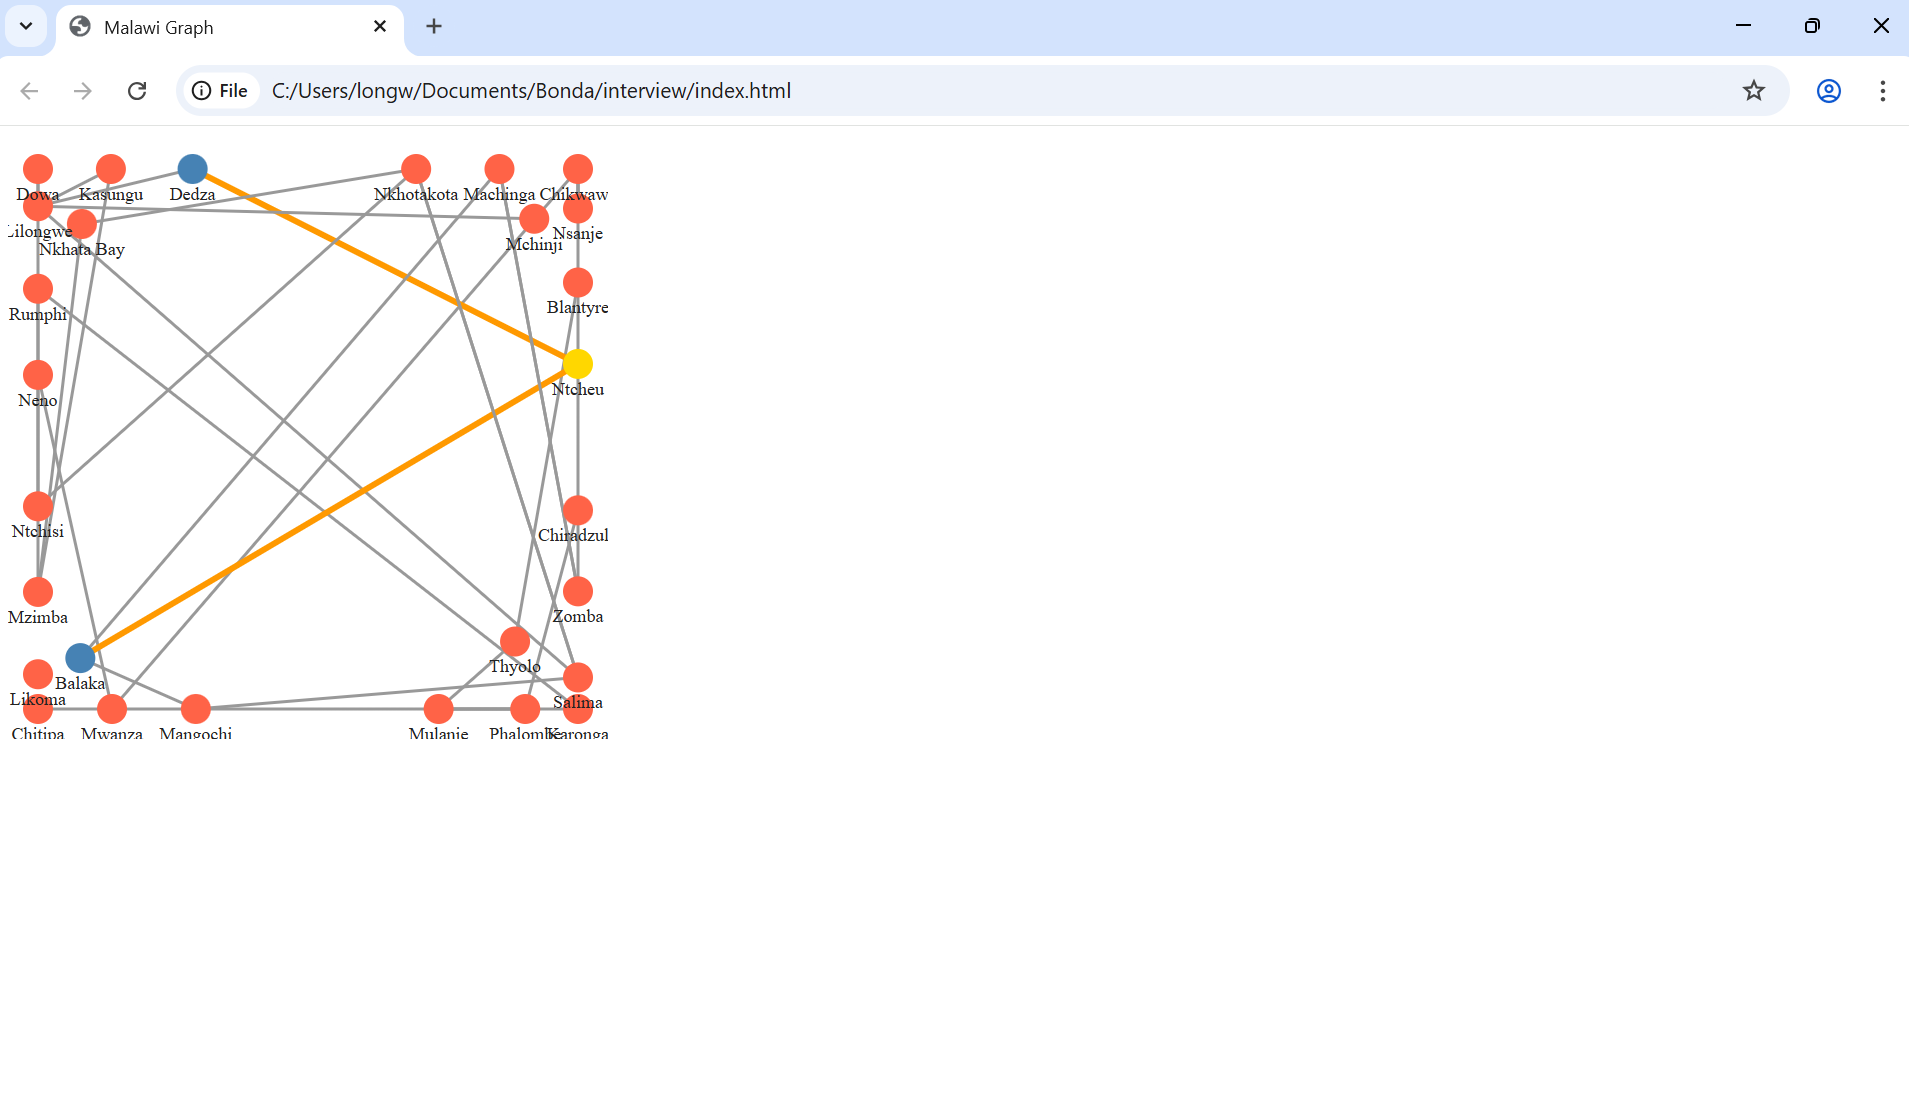 Malawi Graph
File
C:/Users/longw/Documents/Bonda/interview/index.html
Dowa
Kasungu
Dedza
Nkhotakota
Machinga
Chikwaw
Lilongwe
Nkhata Bay
Mchinji
Nsanje
Rumphi
Blantyre
Neno
Ntcheu
Ntchisi
Chiradzul
Mzimba
Zomba
Thyolo
Balaka
Likoma
Salima
Chitipa
Mwanza
Mangochi
Mulanje
Phalombe
Karonga